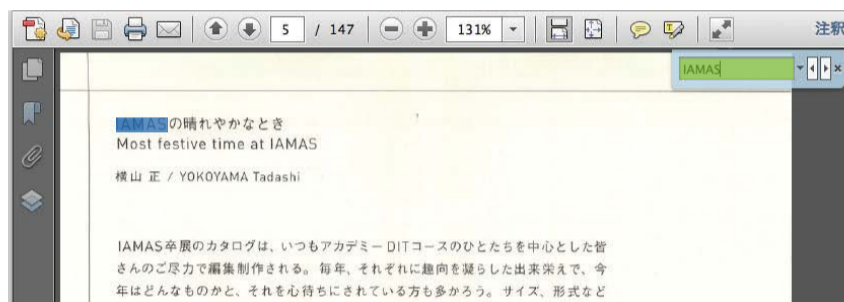 5 / 147 131% 注釈
IAMAS
IAMASの晴れやかなとき
Most festive time at IAMAS
横山 正 / YOKOYAMA Tadashi
IAMAS卒展のカタログは、いつもアカデミーDITコースのひとたちを中心とした皆
さんのご尽力で編集制作される。毎年、それぞれに趣向を凝らした出来栄えで、今
年はどんなものかと、それを心待ちにされている方も多かろう。サイズ、形式など